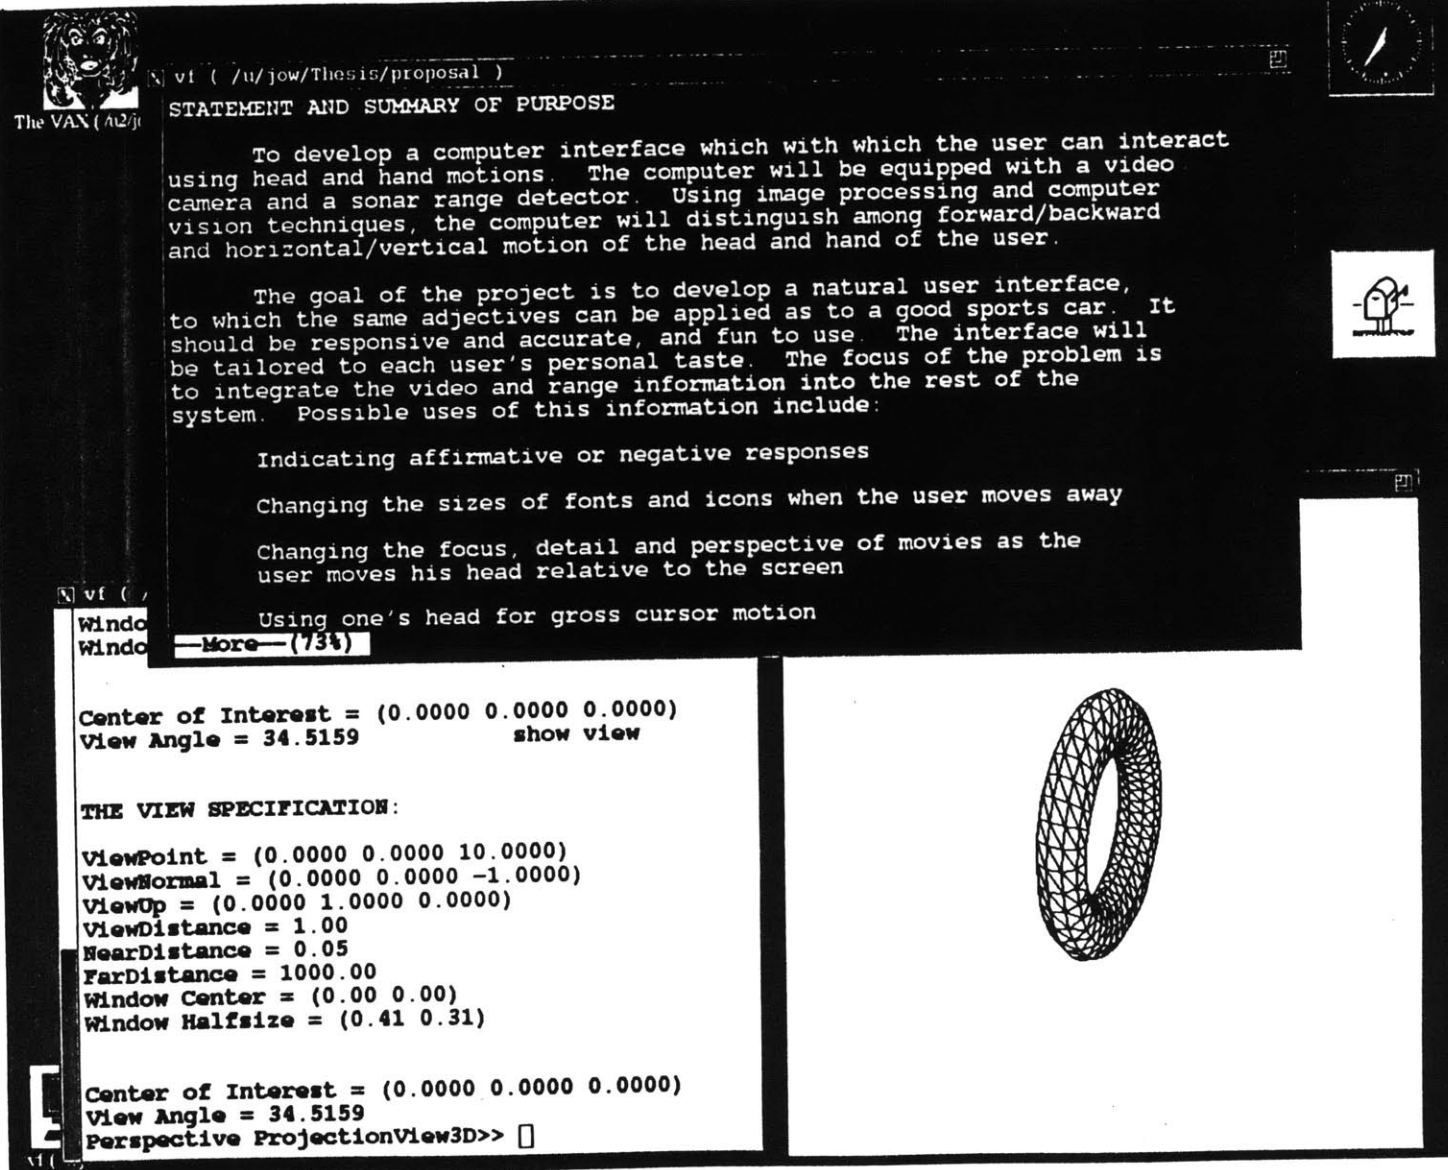 The VAX ( /u2/j
vf ( /u/jow/Thesis/proposal )
STATEMENT AND SUMMARY OF PURPOSE
To develop a computer interface which with which the user can interact
using head and hand motions. The computer will be equipped with a video
camera and a sonar range detector. Using image processing and computer
vision techniques, the computer will distinguish among forward/backward
and horizontal/vertical motion of the head and hand of the user.
The goal of the project is to develop a natural user interface,
to which the same adjectives can be applied as to a good sports car. It
should be responsive and accurate, and fun to use. The interface will
be tailored to each user's personal taste. The focus of the problem is
to integrate the video and range information into the rest of the
system. Possible uses of this information include:
Indicating affirmative or negative responses
Changing the sizes of fonts and icons when the user moves away
Changing the focus, detail and perspective of movies as the
user moves his head relative to the screen
Using one's head for gross cursor motion
—More—(73%)
vf ( /
Windo
Windo
Center of Interest = (0.0000 0.0000 0.0000)
View Angle = 34.5159 show view
THE VIEW SPECIFICATION:
ViewPoint = (0.0000 0.0000 10.0000)
ViewNormal = (0.0000 0.0000 -1.0000)
ViewUp = (0.0000 1.0000 0.0000)
ViewDistance = 1.00
NearDistance = 0.05
FarDistance = 1000.00
Window Center = (0.00 0.00)
Window Halfsize = (0.41 0.31)
Center of Interest = (0.0000 0.0000 0.0000)
View Angle = 34.5159
Perspective ProjectionView3D>>
vf (